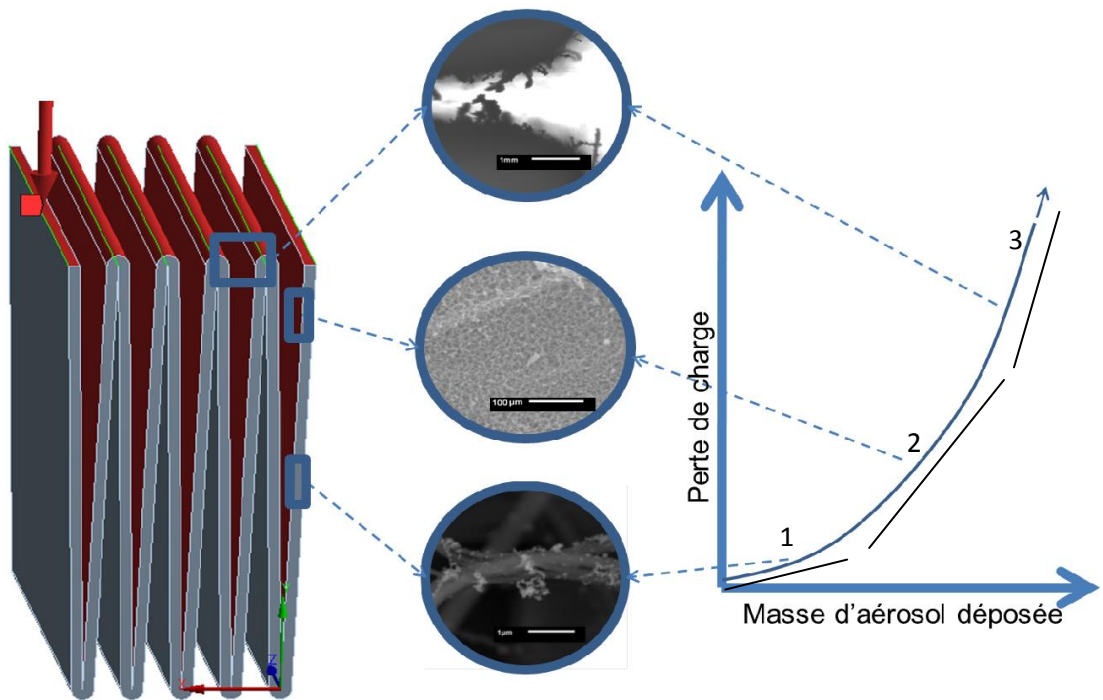 1mm
100 µm
1µm
Perte de charge
1
2
3
Masse d'aérosol déposée
X
Y
Z